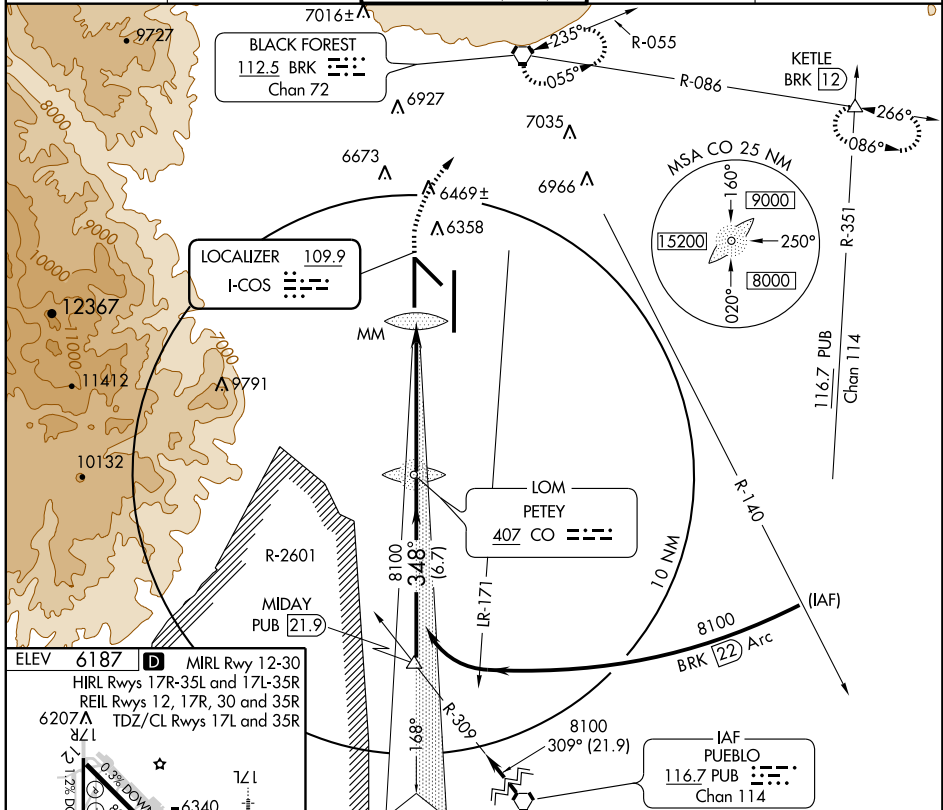 7016±
9727
BLACK FOREST
112.5 BRK
Chan 72
235°
055°
R-055
R-086
KETLE
BRK 12
266°
086°
8000
6927
7035
6673
6966
6469±
6358
MSA CO 25 NM
160°
9000
15200
250°
020°
8000
R-351
9000
10000
LOCALIZER 109.9
I-COS
12367
11000
11412
7000
9791
MM
116.7 PUB
Chan 114
10132
LOM
PETEY
407 CO
R-140
R-2601
8100
348°
(6.7)
10 NM
LR-171
MIDAY
PUB 21.9
(IAF)
8100
BRK 22 Arc
R-309
168°
8100
309° (21.9)
IAF
PUEBLO
116.7 PUB
Chan 114
ELEV 6187 D MIRL Rwy 12-30
HIRL Rwys 17R-35L and 17L-35R
REIL Rwys 12, 17R, 30 and 35R
TDZ/CL Rwys 17L and 35R
6207
17R
12
0.3% DOWN
17L
6340